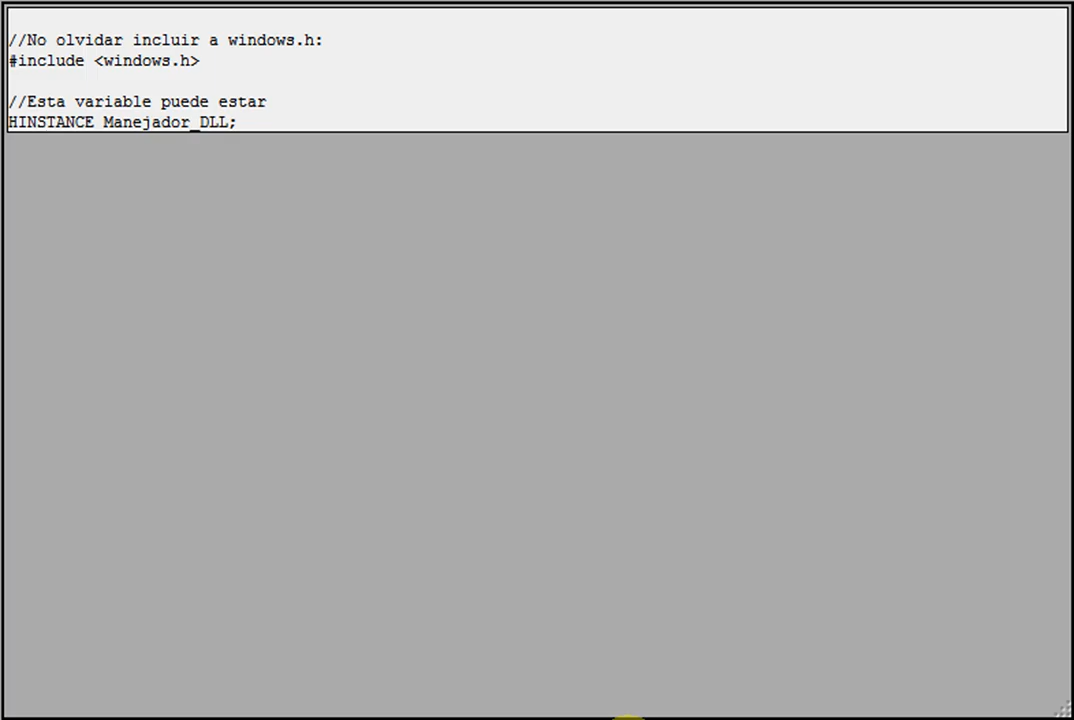 //No olvidar incluir a windows.h:
#include <windows.h>
//Esta variable puede estar
HINSTANCE Manejador_DLL;